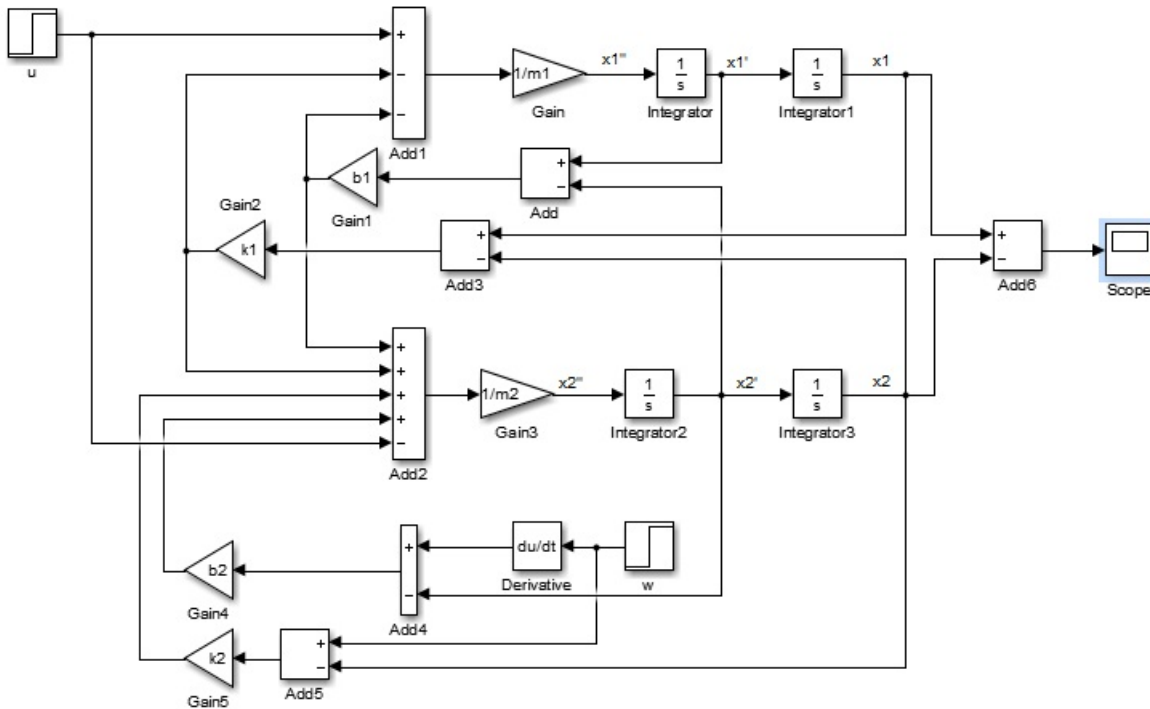 u
+
−
−
Add1
1/m1
Gain
x1''
1
s
Integrator
x1'
1
s
Integrator1
x1
b1
Gain1
+
−
Add
Gain2
k1
+
−
Add3
+
−
Add6
Scope
+
+
+
+
−
Add2
1/m2
Gain3
x2''
1
s
Integrator2
x2'
1
s
Integrator3
x2
b2
Gain4
+
−
Add4
du/dt
Derivative
w
k2
Gain5
+
−
Add5